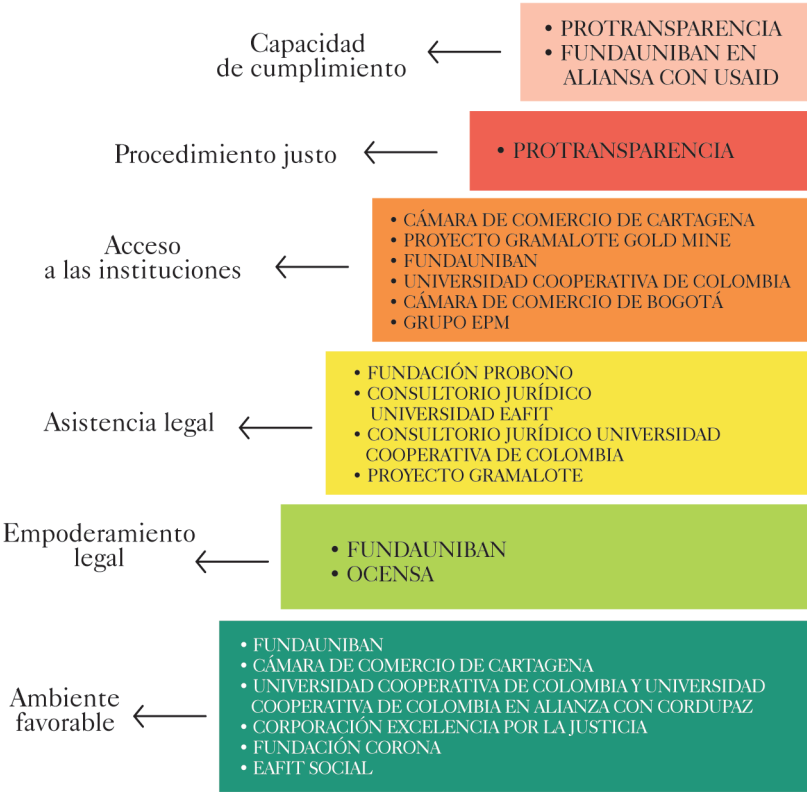 Capacidad
de cumplimiento
• PROTRANSPARENCIA
• FUNDAUNIBAN EN
ALIANSA CON USAID
Procedimiento justo
• PROTRANSPARENCIA
Acceso
a las instituciones
• CÁMARA DE COMERCIO DE CARTAGENA
• PROYECTO GRAMALOTE GOLD MINE
• FUNDAUNIBAN
• UNIVERSIDAD COOPERATIVA DE COLOMBIA
• CÁMARA DE COMERCIO DE BOGOTÁ
• GRUPO EPM
Asistencia legal
• FUNDACIÓN PROBONO
• CONSULTORIO JURÍDICO
UNIVERSIDAD EAFIT
• CONSULTORIO JURÍDICO UNIVERSIDAD
COOPERATIVA DE COLOMBIA
• PROYECTO GRAMALOTE
Empoderamiento
legal
• FUNDAUNIBAN
• OCENSA
Ambiente
favorable
• FUNDAUNIBAN
• CÁMARA DE COMERCIO DE CARTAGENA
• UNIVERSIDAD COOPERATIVA DE COLOMBIA Y UNIVERSIDAD
COOPERATIVA DE COLOMBIA EN ALIANZA CON CORDUPAZ
• CORPORACIÓN EXCELENCIA POR LA JUSTICIA
• FUNDACIÓN CORONA
• EAFIT SOCIAL